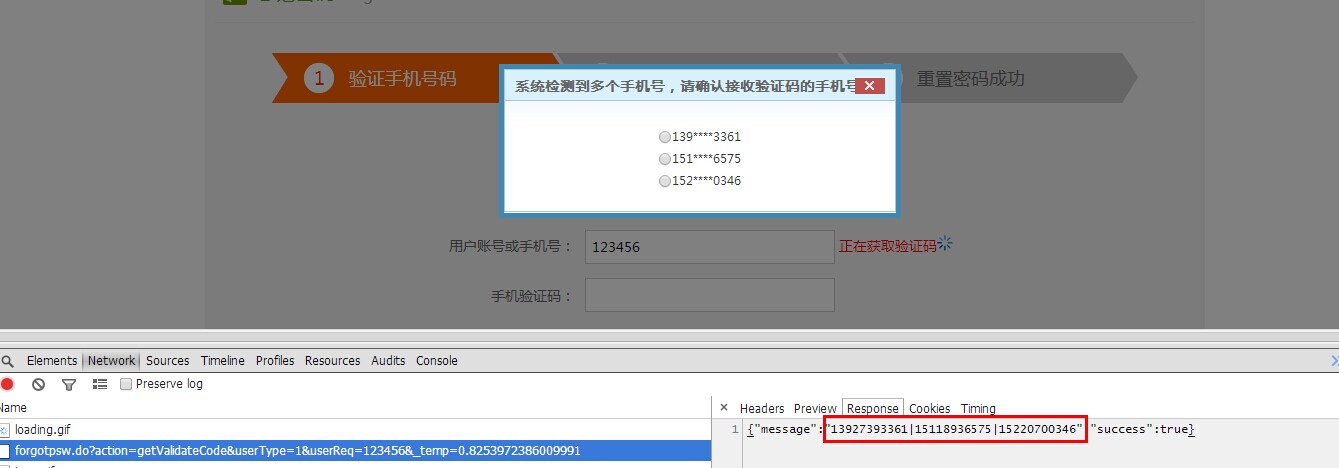 1 验证手机号码
重置密码成功
系统检测到多个手机号，请确认接收验证码的手机号
139****3361
151****6575
152****0346
用户账号或手机号： 123456 正在获取验证码
手机验证码：
Elements Network Sources Timeline Profiles Resources Audits Console
Preserve log
Name
× Headers Preview Response Cookies Timing
loading.gif
1 {"message":"13927393361|15118936575|15220700346" "success":true}
forgotpsw.do?action=getValidateCode&userType=1&userReq=123456&_temp=0.8253972386009991